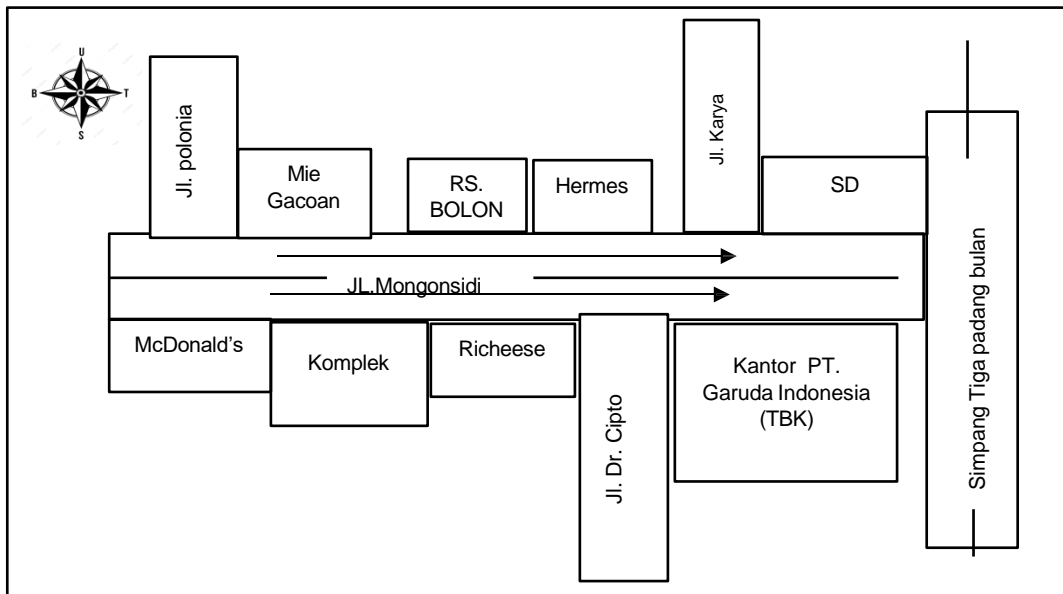 U
B
T
S
Jl. polonia
Mie
Gacoan
RS.
BOLON
Hermes
Jl. Karya
SD
JL.Mongonsidi
McDonald's
Komplek
Richeese
Jl. Dr. Cipto
Kantor PT.
Garuda Indonesia
(TBK)
Simpang Tiga padang bulan